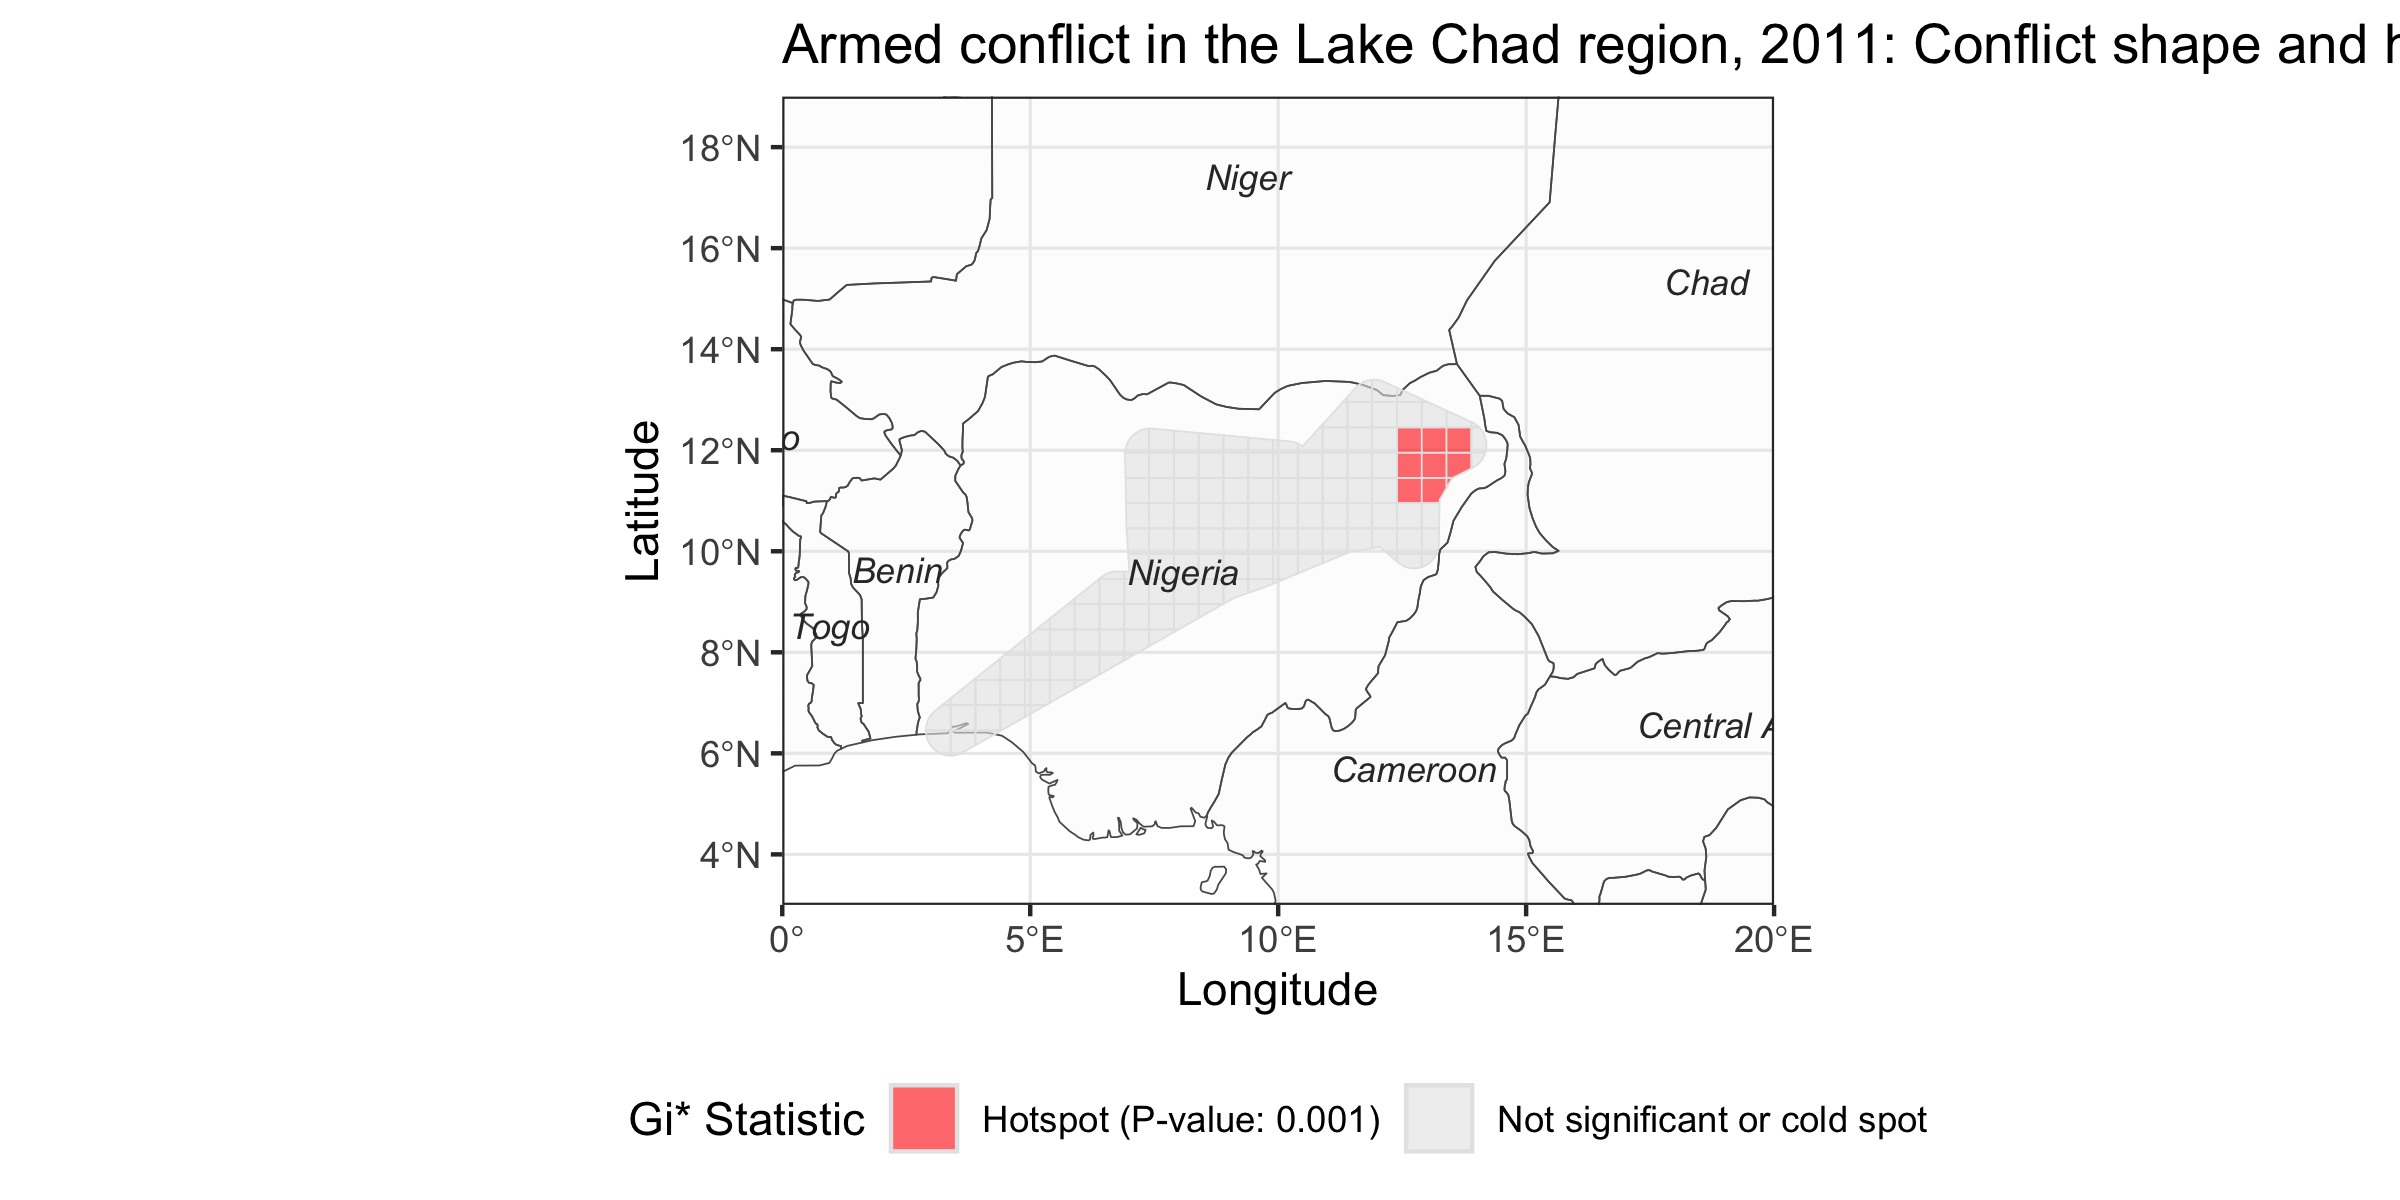 Armed conflict in the Lake Chad region, 2011: Conflict shape and h
18°N
Niger
16°N
Chad
14°N
12°N
o
Latitude
10°N
Benin
Nigeria
Togo
8°N
Central A
6°N
Cameroon
4°N
0°
5°E
10°E
15°E
20°E
Longitude
Gi* Statistic
Hotspot (P-value: 0.001)
Not significant or cold spot